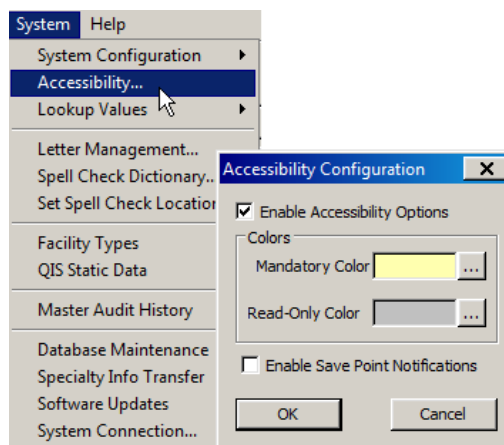 System Help
System Configuration
Accessibility...
Lookup Values
Letter Management...
Spell Check Dictionary..
Set Spell Check Location
Facility Types
QIS Static Data
Master Audit History
Database Maintenance
Specialty Info Transfer
Software Updates
System Connection...
Accessibility Configuration
Enable Accessibility Options
Colors
Mandatory Color ...
Read-Only Color ...
Enable Save Point Notifications
OK Cancel